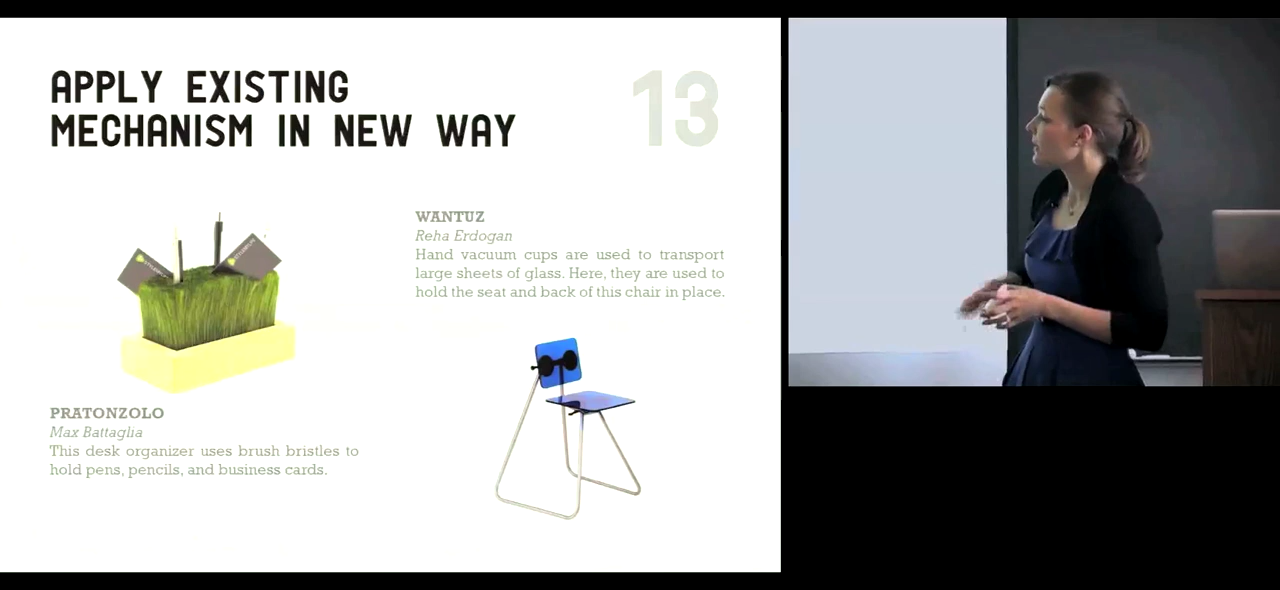 APPLY EXISTING
MECHANISM IN NEW WAY
13
WANTUZ
Reha Erdogan
Hand vacuum cups are used to transport
large sheets of glass. Here, they are used to
hold the seat and back of this chair in place.
PRATONZOLO
Max Battaglia
This desk organizer uses brush bristles to
hold pens, pencils, and business cards.